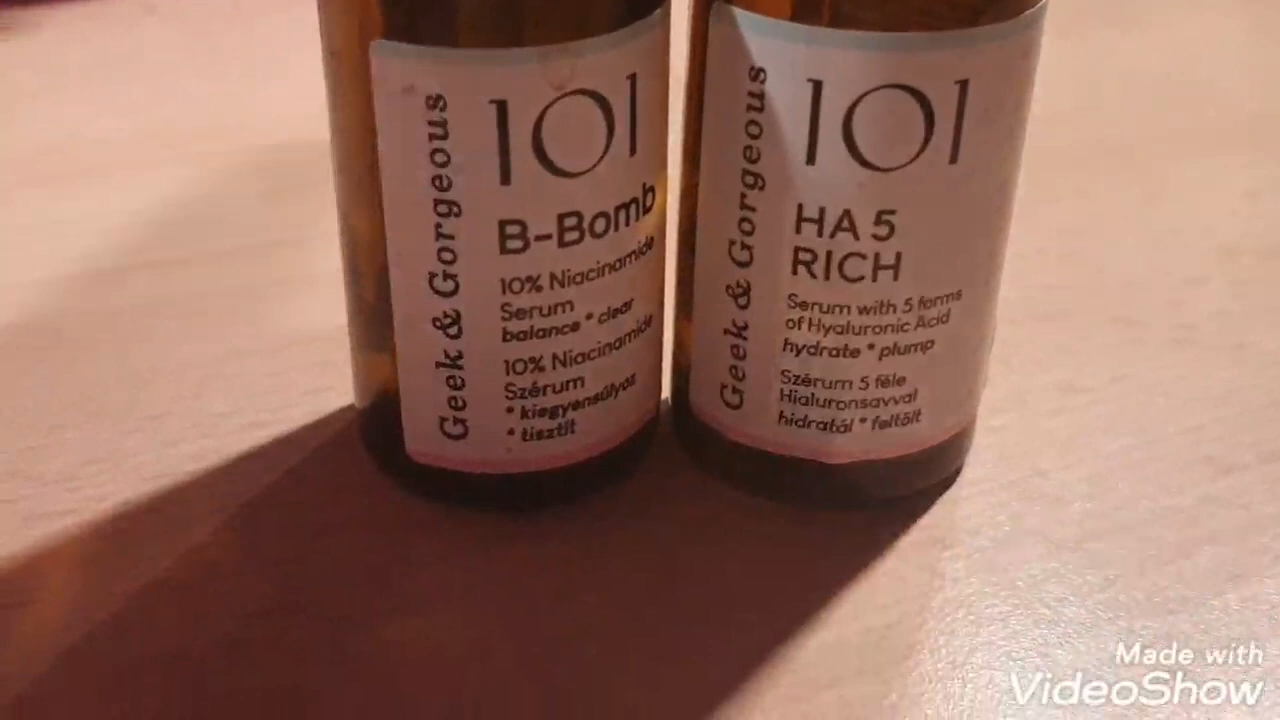 Geek & Gorgeous
101
B-Bomb
10% Niacinamide
Serum
balance * clear
10% Niacinamide
Szérum
* kiegyensúlyoz
* tisztít
Geek & Gorgeous
101
HA 5
RICH
Serum with 5 forms
of Hyaluronic Acid
hydrate * plump
Szérum 5 féle
Hialuronsavval
hidratál * feltölt
Made with
VideoShow